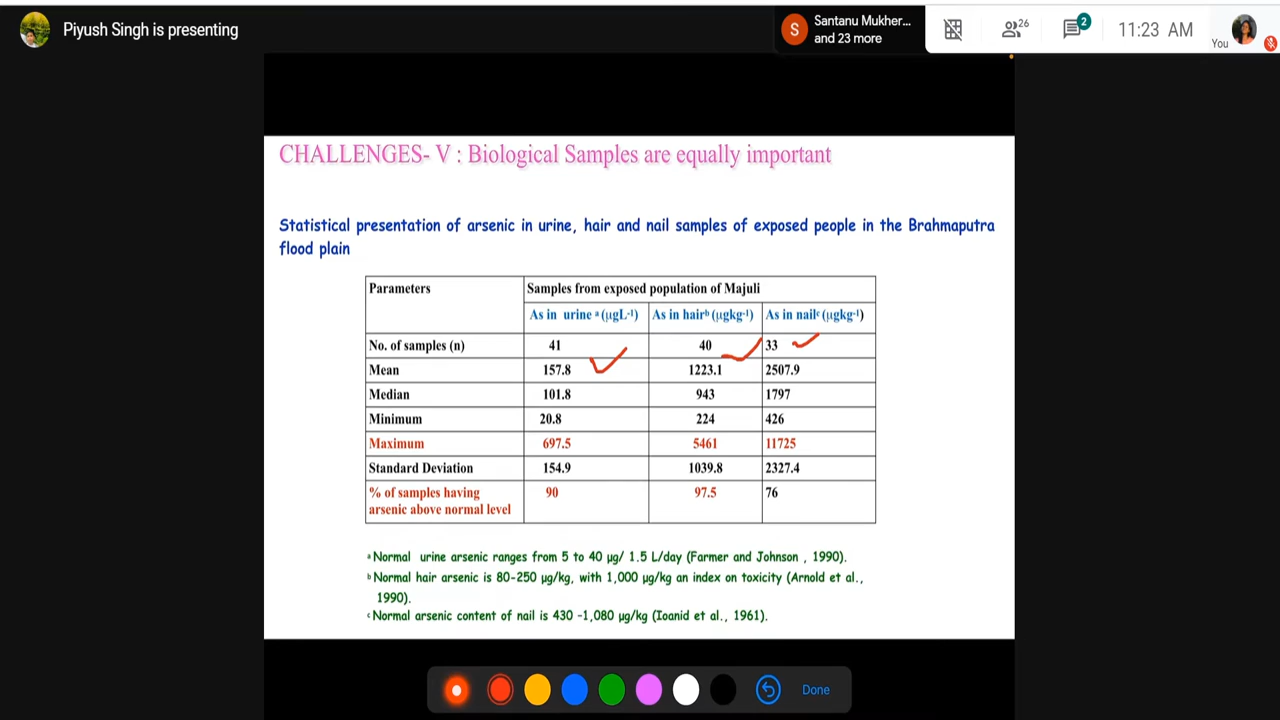 Piyush Singh is presenting
S
Santanu Mukher...
and 23 more
26
2
11:23 AM
You
CHALLENGES- V : Biological Samples are equally important
Statistical presentation of arsenic in urine, hair and nail samples of exposed people in the Brahmaputra
flood plain
Parameters Samples from exposed population of Majuli
As in urine ᵃ (µgL⁻¹) As in hairᵇ (µgkg⁻¹) As in nailᶜ (µgkg⁻¹)
No. of samples (n) 41 40 33
Mean 157.8 1223.1 2507.9
Median 101.8 943 1797
Minimum 20.8 224 426
Maximum 697.5 5461 11725
Standard Deviation 154.9 1039.8 2327.4
% of samples having 90 97.5 76
arsenic above normal level
ᵃ Normal urine arsenic ranges from 5 to 40 µg/ 1.5 L/day (Farmer and Johnson , 1990).
ᵇ Normal hair arsenic is 80-250 µg/kg, with 1,000 µg/kg an index on toxicity (Arnold et al.,
1990).
ᶜ Normal arsenic content of nail is 430 -1,080 µg/kg (Ioanid et al., 1961).
Done